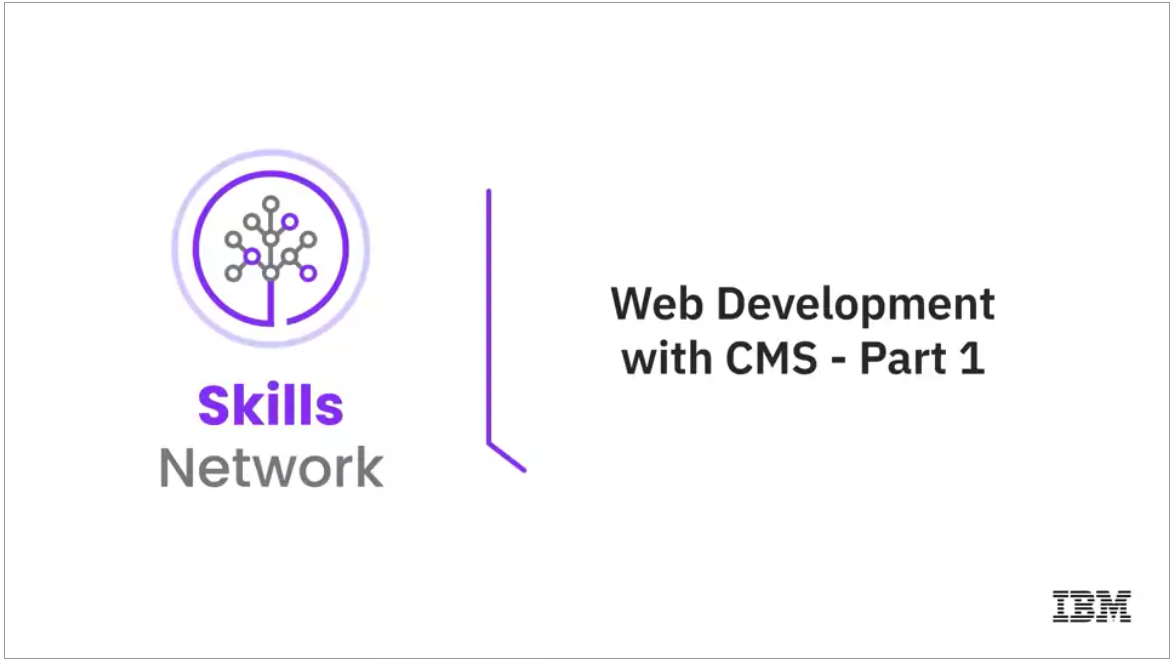 Skills
Network
Web Development
with CMS - Part 1
IBM